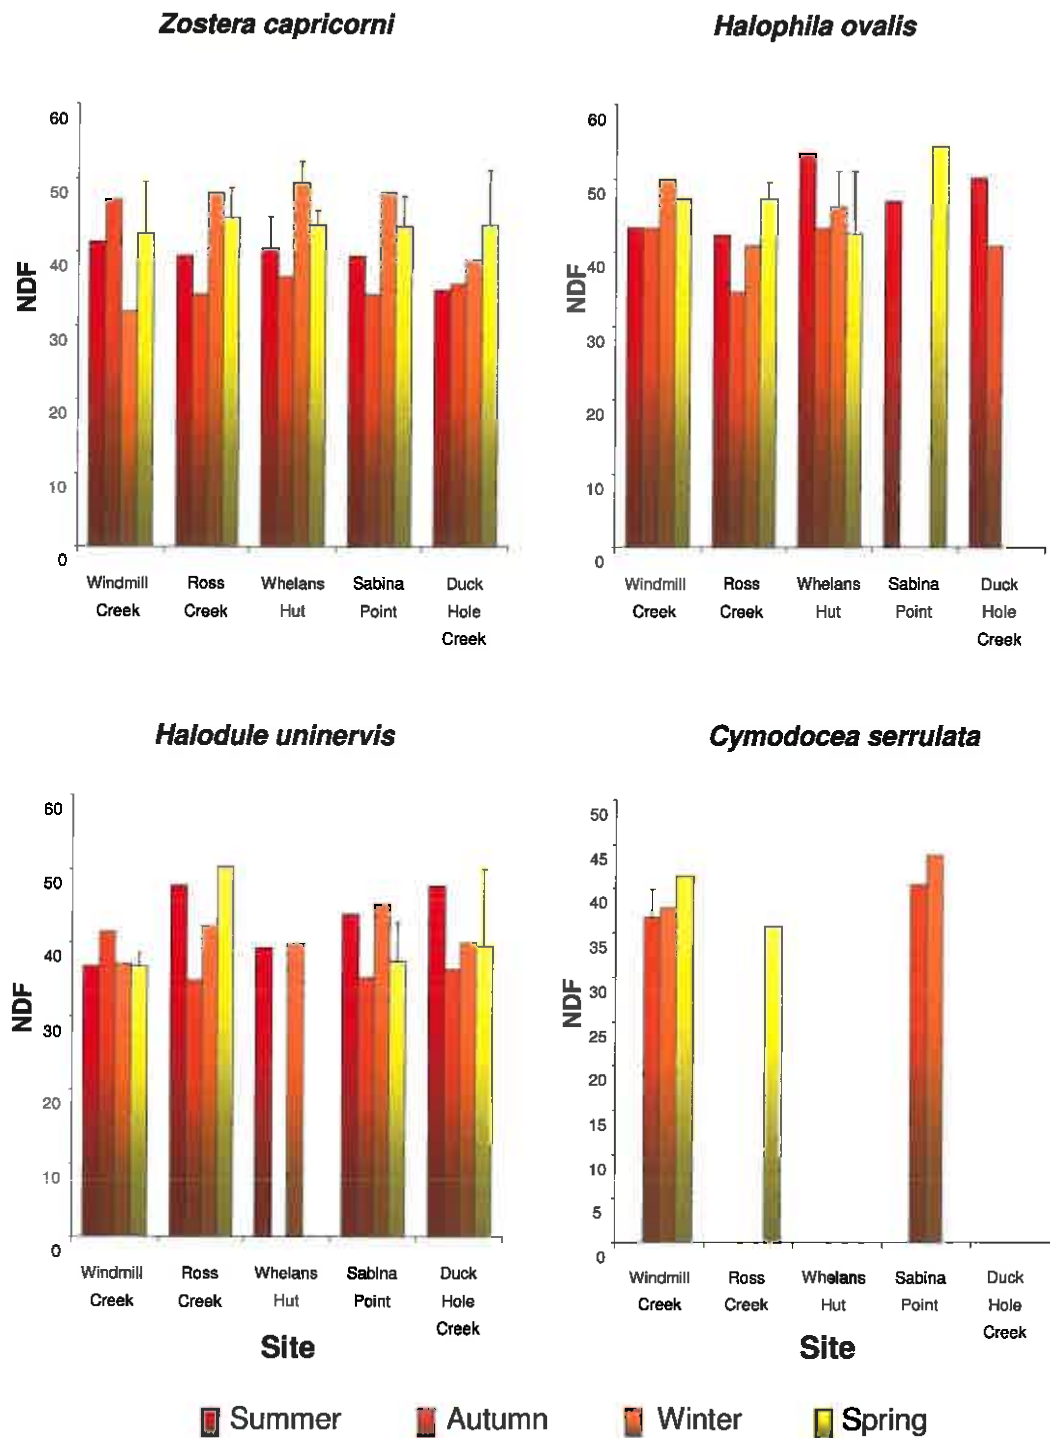 Zostera capricorni
60
50
40
30
20
10
0
NDF
Windmill Creek
Ross Creek
Whelans Hut
Sabina Point
Duck Hole Creek
Halophila ovalis
60
50
40
30
20
10
0
NDF
Windmill Creek
Ross Creek
Whelans Hut
Sabina Point
Duck Hole Creek
Halodule uninervis
60
50
40
30
20
10
0
NDF
Windmill Creek
Ross Creek
Whelans Hut
Sabina Point
Duck Hole Creek
Site
Cymodocea serrulata
50
45
40
35
30
25
20
15
10
5
0
NDF
Windmill Creek
Ross Creek
Whelans Hut
Sabina Point
Duck Hole Creek
Site
Summer
Autumn
Winter
Spring